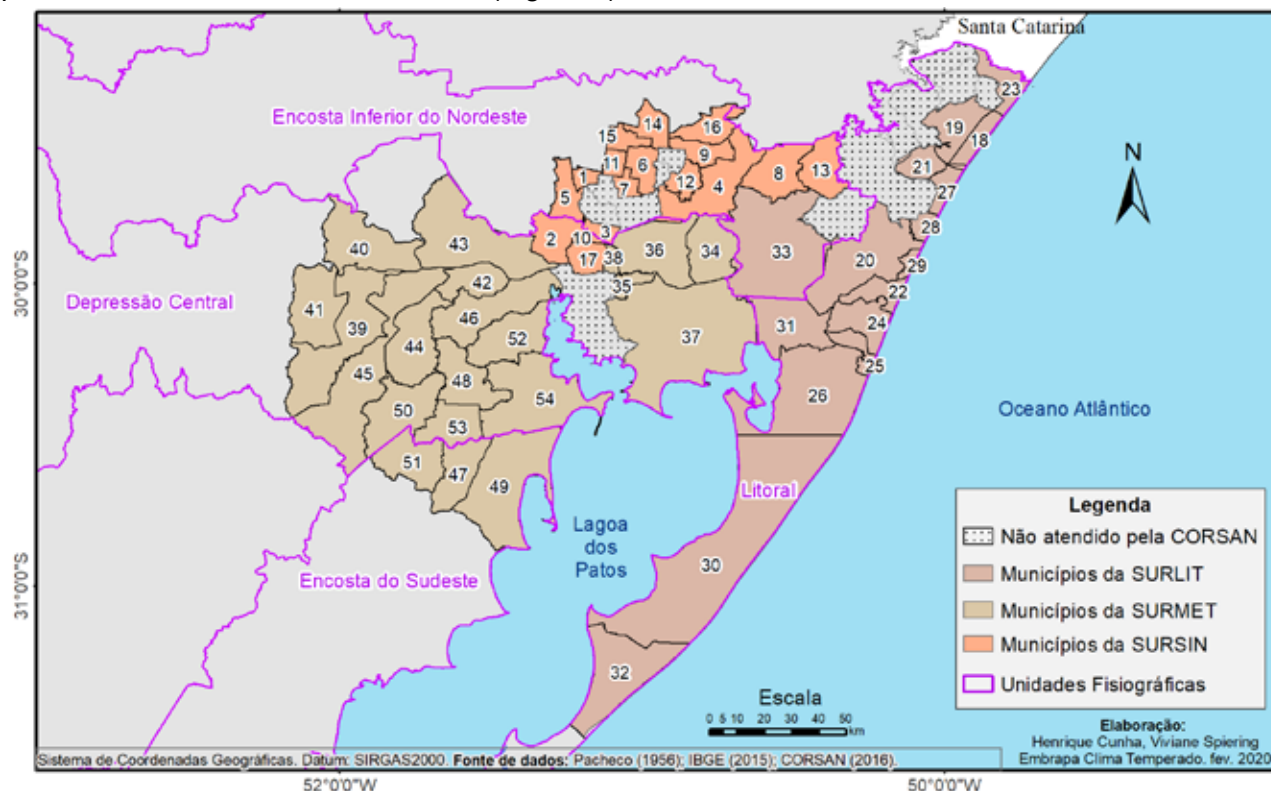 Santa Catarina
Encosta Inferior do Nordeste
Depressão Central
Encosta do Sudeste
Litoral
Lagoa
dos
Patos
Oceano Atlântico
N
23
14
16
19
15
18
9
11
6
21
1
8
13
12
5
7
4
27
3
28
2
10
36
34
33
20
40
43
17
38
29
35
42
22
41
46
31
24
39
52
37
44
25
45
48
26
54
50
53
51
47
49
30
32
30°0'0"S
31°0'0"S
Legenda
Não atendido pela CORSAN
Municípios da SURLIT
Municípios da SURMET
Municípios da SURSIN
Unidades Fisiográficas
Escala
0 5 10 20 30 40 50
km
Elaboração:
Henrique Cunha, Viviane Spiering
Embrapa Clima Temperado. fev. 2020
Sistema de Coordenadas Geográficas. Datum: SIRGAS2000. Fonte de dados: Pacheco (1956); IBGE (2015); CORSAN (2016).
52°0'0"W
50°0'0"W